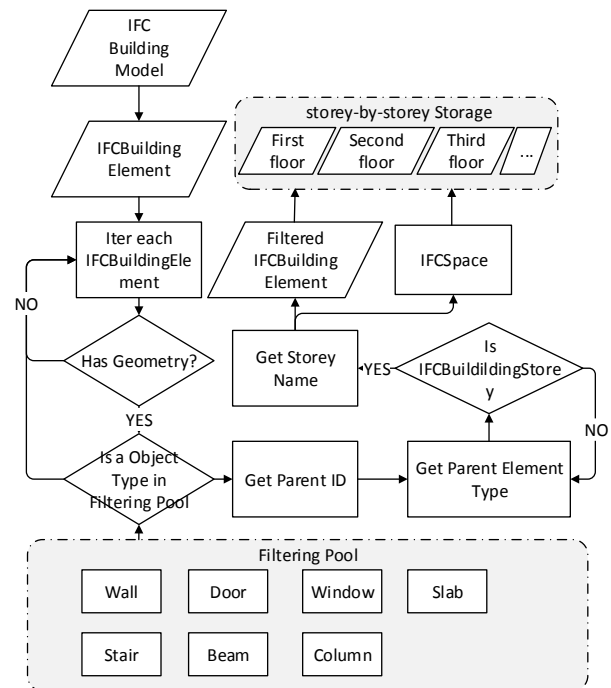 IFC
Building
Model
IFCBuilding
Element
Iter each
IFCBuildingEle
ment
NO
Has Geometry?
YES
Is a Object
Type in
Filtering Pool
storey-by-storey Storage
First
floor
Second
floor
Third
floor
...
Filtered
IFCBuilding
Element
IFCSpace
Get Storey
Name
YES
Is
IFCBuildildingStore
y
NO
Get Parent ID
Get Parent Element
Type
Filtering Pool
Wall
Door
Window
Slab
Stair
Beam
Column